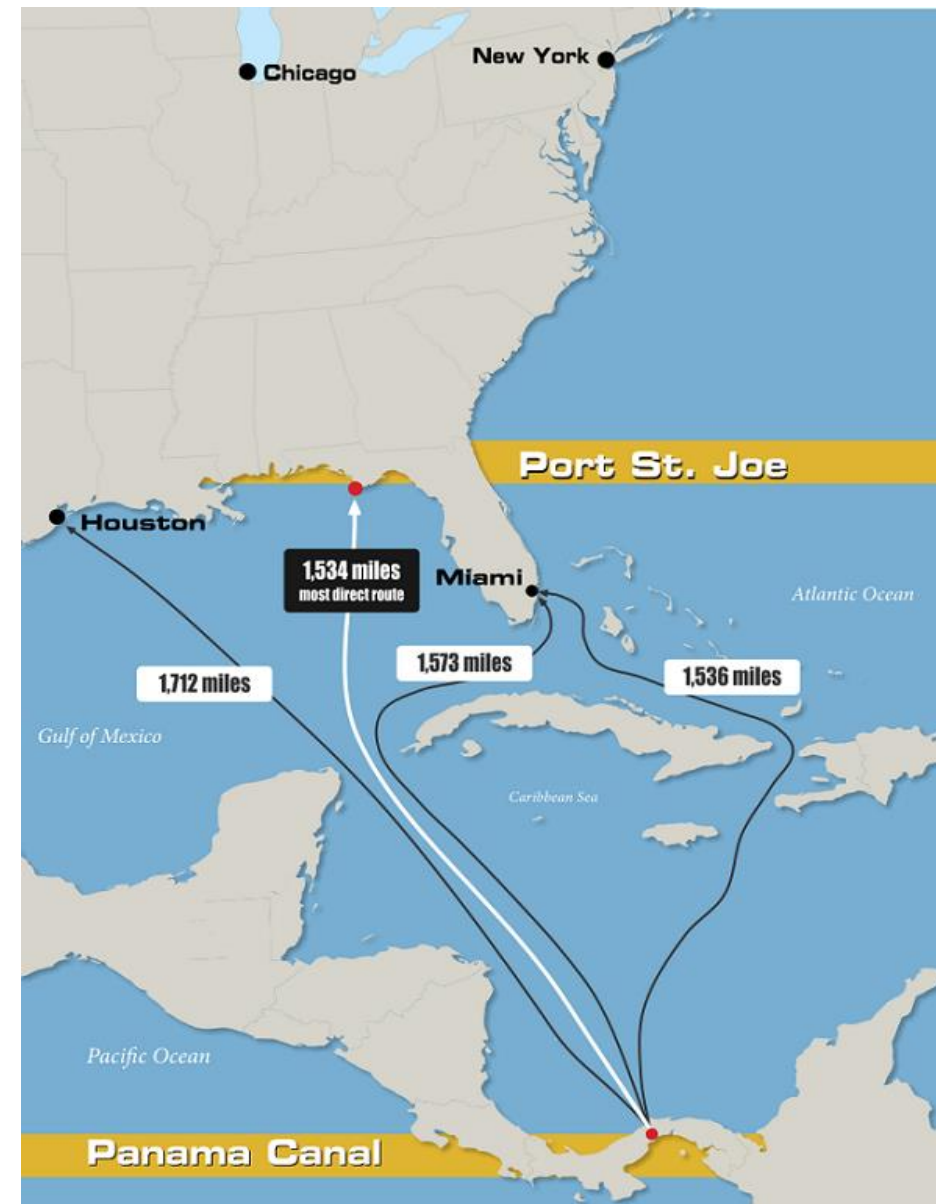 New York
Chicago
Port St. Joe
Houston
1,534 miles
most direct route
Miami
Atlantic Ocean
1,573 miles
1,536 miles
1,712 miles
Gulf of Mexico
Caribbean Sea
Pacific Ocean
Panama Canal